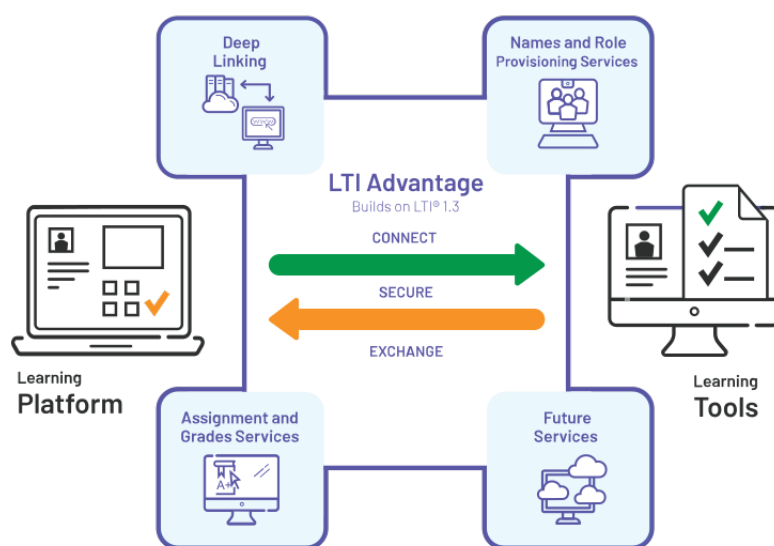 Deep
Linking
Names and Role
Provisioning Services
WWW
LTI Advantage
Builds on LTI® 1.3
CONNECT
SECURE
EXCHANGE
Learning
Platform
Learning
Tools
Assignment and
Grades Services
A+
Future
Services